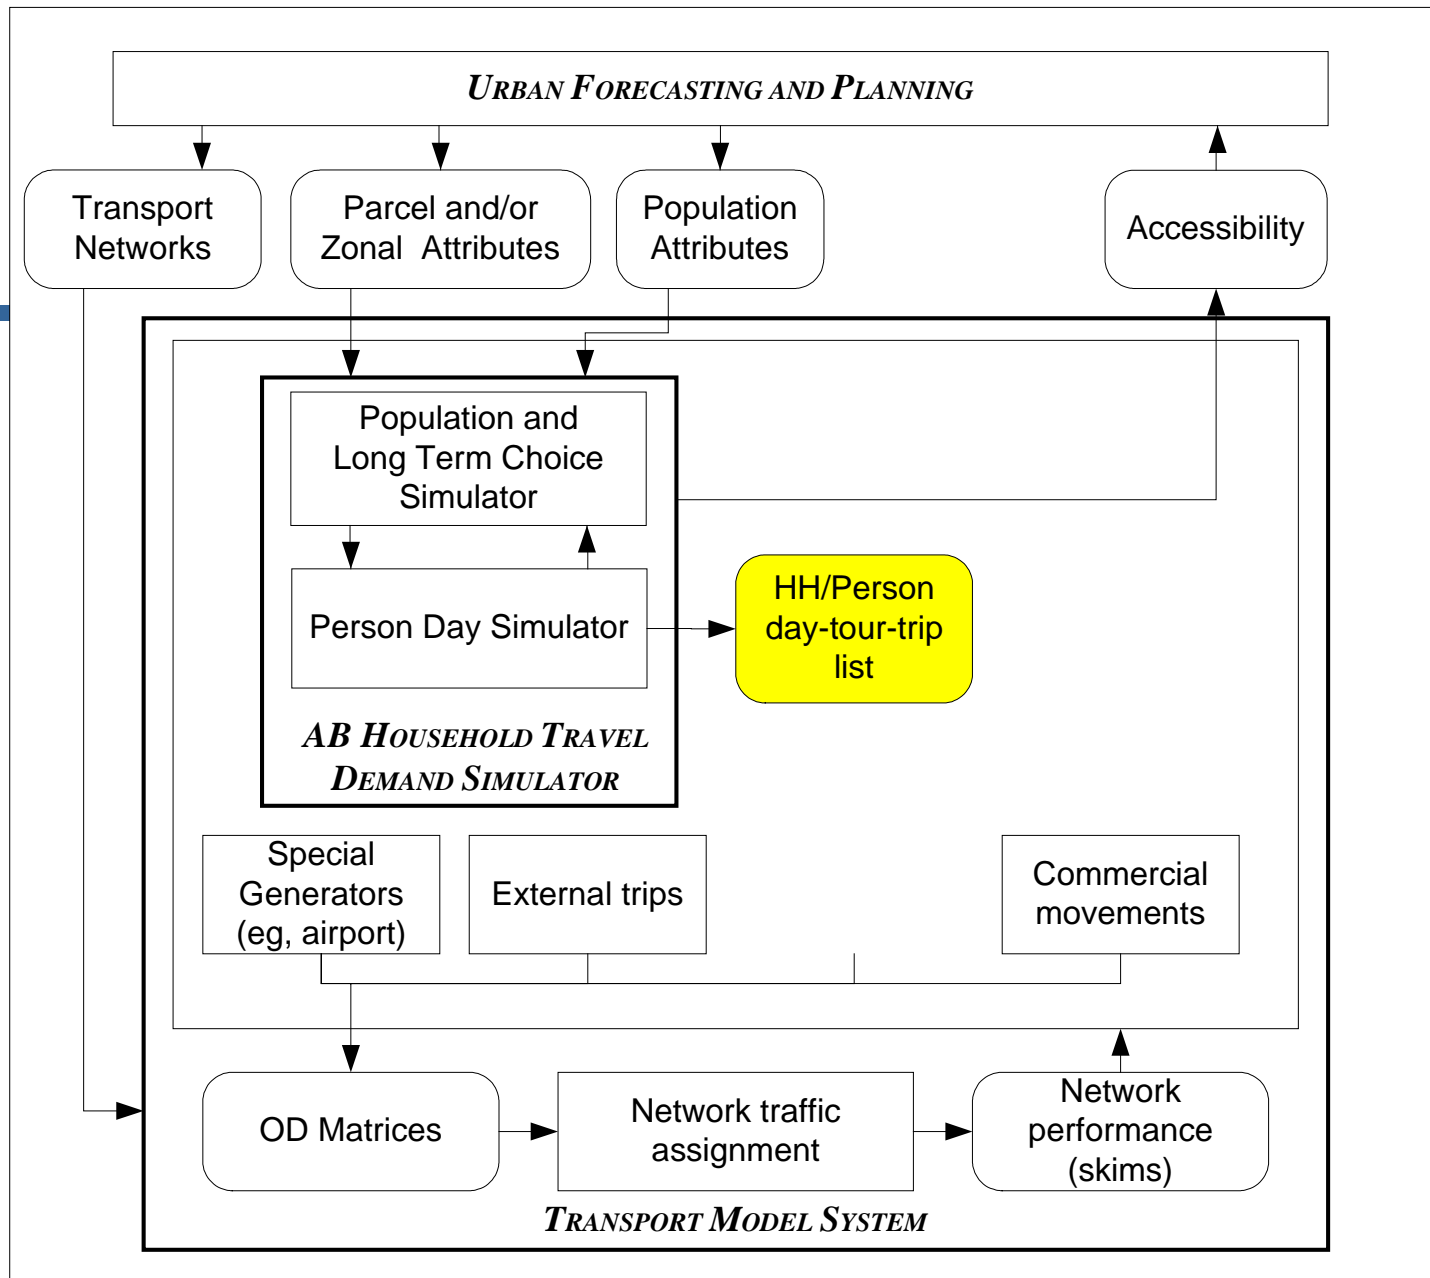 URBAN FORECASTING AND PLANNING
Transport
Networks
Parcel and/or
Zonal Attributes
Population
Attributes
Accessibility
Population and
Long Term Choice
Simulator
Person Day Simulator
HH/Person
day-tour-trip
list
AB HOUSEHOLD TRAVEL
DEMAND SIMULATOR
Special
Generators
(eg, airport)
External trips
Commercial
movements
OD Matrices
Network traffic
assignment
Network
performance
(skims)
TRANSPORT MODEL SYSTEM